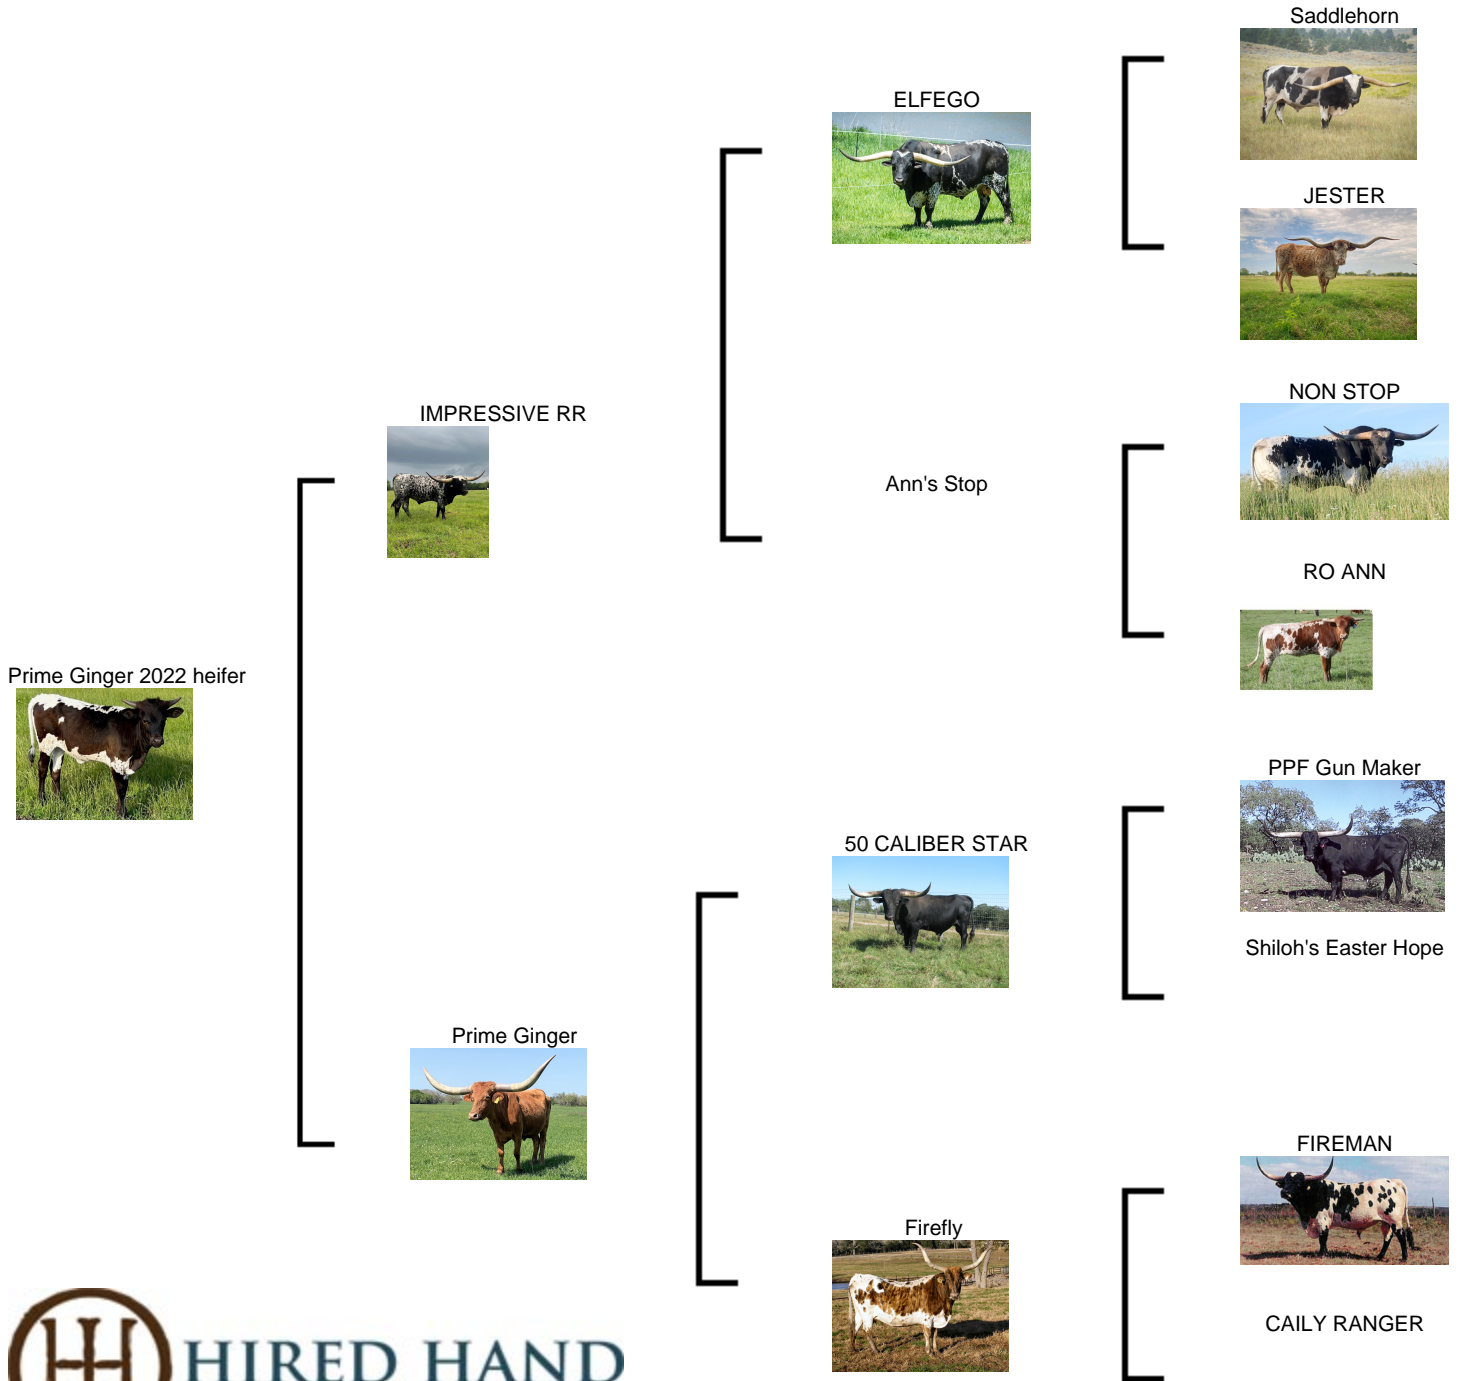 Saddlehorn
ELFEGO
JESTER
NON STOP
IMPRESSIVE RR
Ann's Stop
RO ANN
Prime Ginger 2022 heifer
PPF Gun Maker
50 CALIBER STAR
Shiloh's Easter Hope
Prime Ginger
FIREMAN
Firefly
CAILY RANGER
HIRED HAND